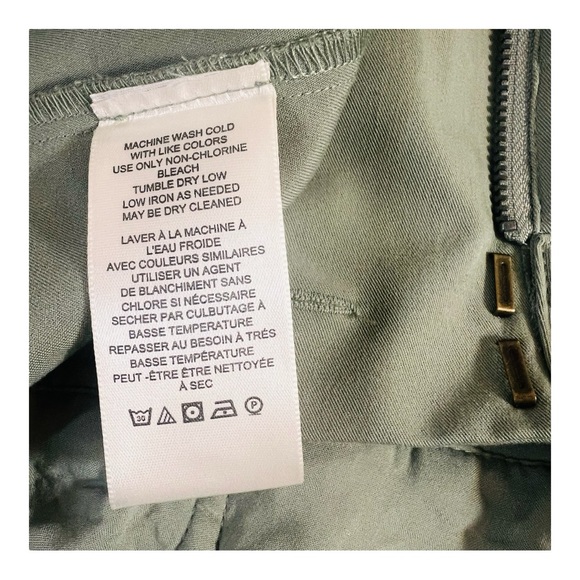 MACHINE WASH COLD
WITH LIKE COLORS
USE ONLY NON-CHLORINE
BLEACH
TUMBLE DRY LOW
LOW IRON AS NEEDED
MAY BE DRY CLEANED
LAVER À LA MACHINE À
L'EAU FROIDE
AVEC COULEURS SIMILAIRES
UTILISER UN AGENT
DE BLANCHIMENT SANS
CHLORE SI NÉCESSAIRE
SECHER PAR CULBUTAGE À
BASSE TEMPERATURE
REPASSER AU BESOIN À TRÉS
BASSE TEMPÉRATURE
PEUT -ÊTRE ÊTRE NETTOYÉE
À SEC
30 P